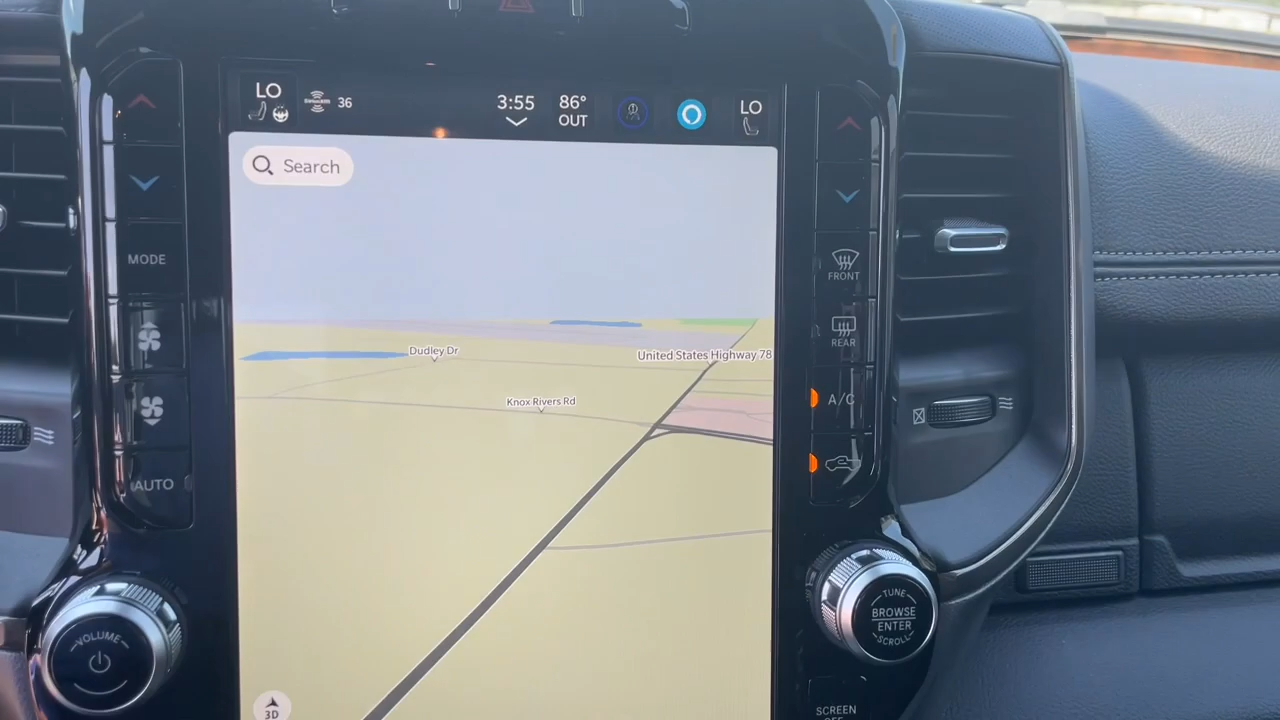 LO
SiriusXM
36
3:55
86°
OUT
LO
Search
MODE
AUTO
FRONT
REAR
A/C
Dudley Dr
United States Highway 78
Knox Rivers Rd
3D
VOLUME
TUNE
BROWSE
ENTER
SCROLL
SCREEN
OFF